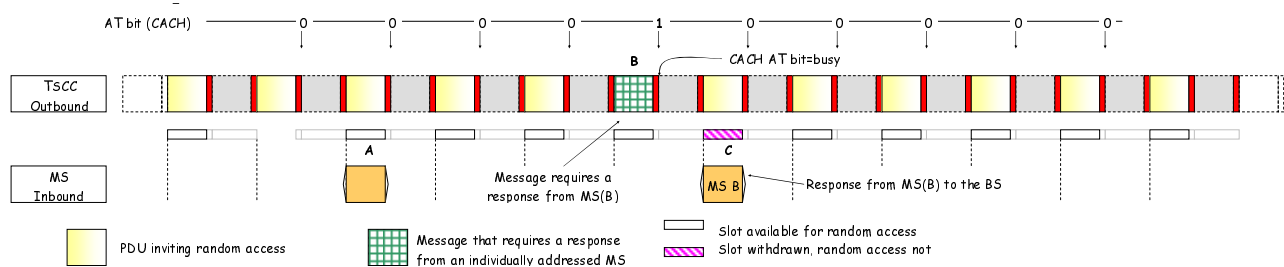 AT bit (CACH) 0 0 0 0 1 0 0 0 0 0
B
CACH AT bit=busy
TSCC
Outbound
A
C
MS
Inbound
Message requires a
response from MS(B)
MS B
Response from MS(B) to the BS
PDU inviting random access
Message that requires a response
from an individually addressed MS
Slot available for random access
Slot withdrawn, random access not